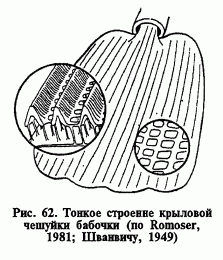 Рис. 62. Тонкое строение крыловой
чешуйки бабочки (по Romoser,
1981; Шванвичу, 1949)